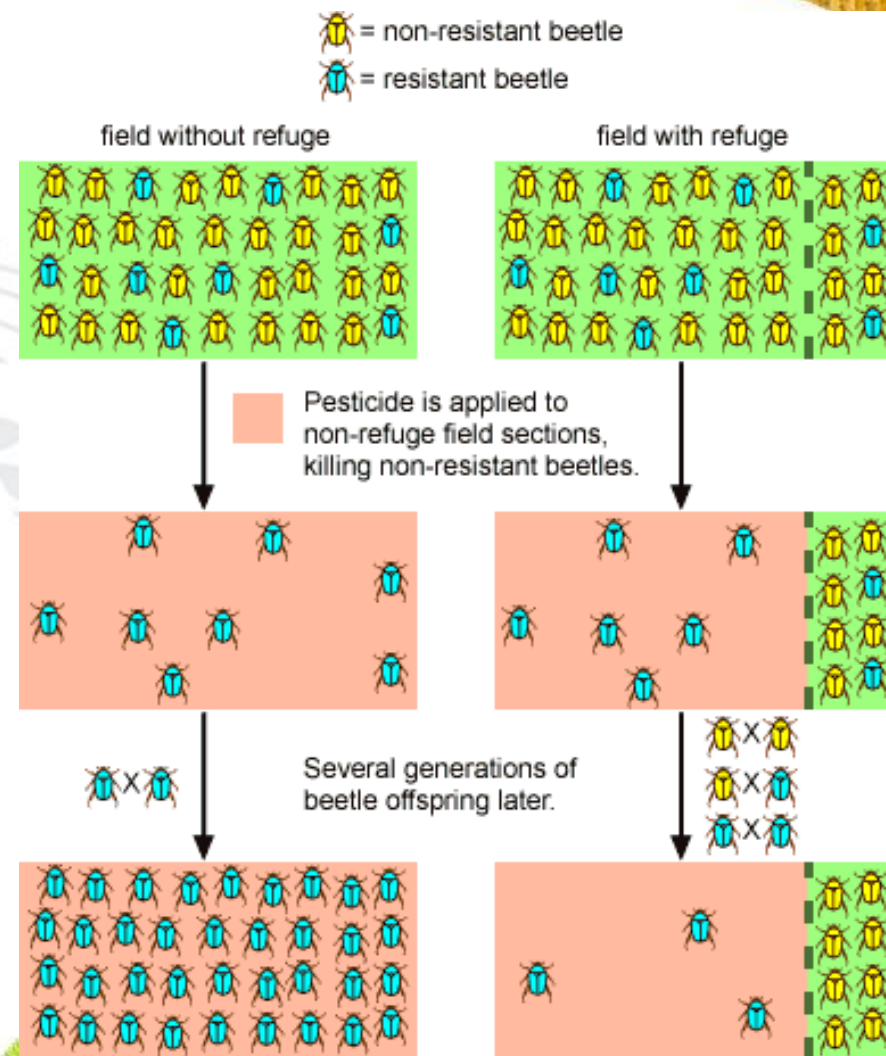 = non-resistant beetle
= resistant beetle
field without refuge
field with refuge
Pesticide is applied to
non-refuge field sections,
killing non-resistant beetles.
X
Several generations of
beetle offspring later.
X
X
X